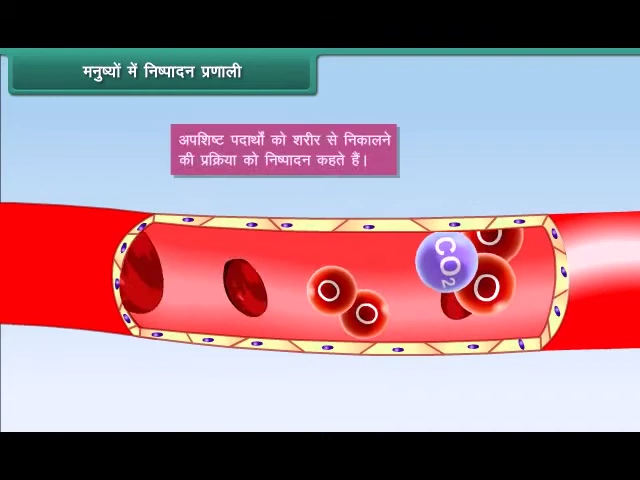 मनुष्यों में निष्पादन प्रणाली
अपशिष्ट पदार्थों को शरीर से निकालने
की प्रक्रिया को निष्पादन कहते हैं।
CO2
O
O
O
O